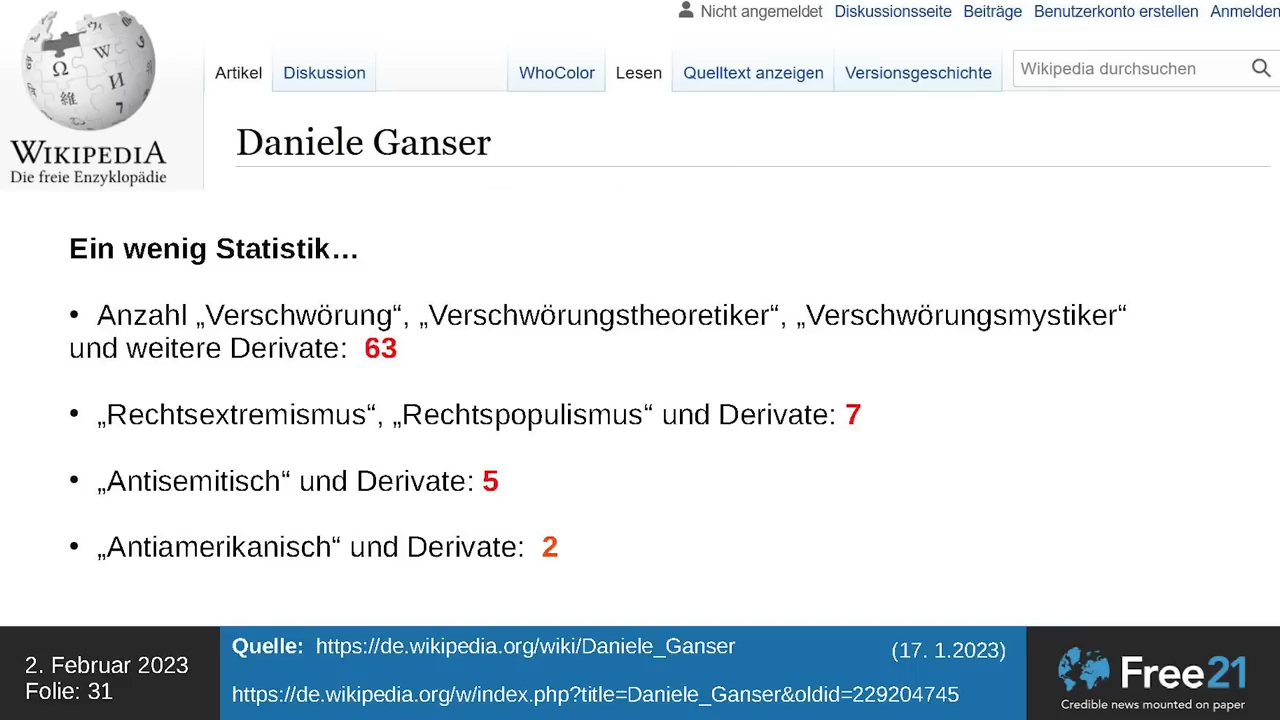 Nicht angemeldet Diskussionsseite Beiträge Benutzerkonto erstellen Anmelden
Artikel Diskussion WhoColor Lesen Quelltext anzeigen Versionsgeschichte Wikipedia durchsuchen
WIKIPEDIA
Die freie Enzyklopädie
Daniele Ganser
Ein wenig Statistik…
• Anzahl „Verschwörung“, „Verschwörungstheoretiker“, „Verschwörungsmystiker“
und weitere Derivate: 63
• „Rechtsextremismus“, „Rechtspopulismus“ und Derivate: 7
• „Antisemitisch“ und Derivate: 5
• „Antiamerikanisch“ und Derivate: 2
2. Februar 2023
Folie: 31
Quelle: https://de.wikipedia.org/wiki/Daniele_Ganser (17. 1.2023)
https://de.wikipedia.org/w/index.php?title=Daniele_Ganser&oldid=229204745
Free21
Credible news mounted on paper